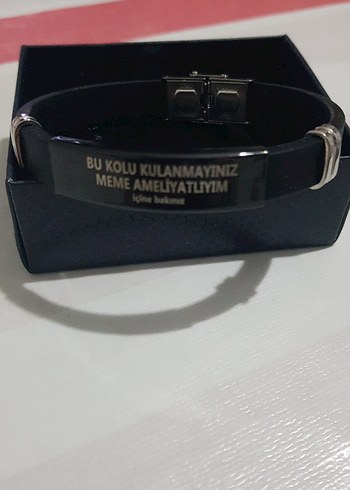 BU KOLU KULANMAYINIZ
MEME AMELİYATLIYIM
içine bakınız